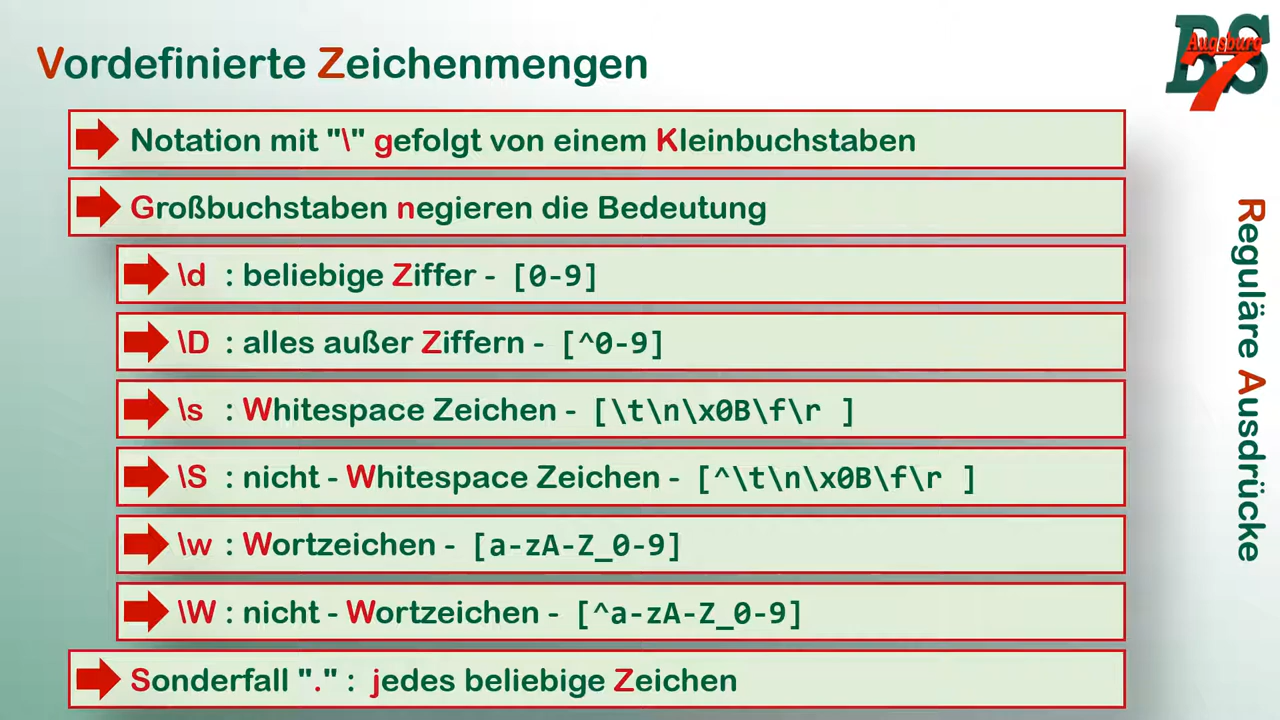 Vordefinierte Zeichenmengen
BS
Augsburg
7
Notation mit "\" gefolgt von einem Kleinbuchstaben
Großbuchstaben negieren die Bedeutung
\d : beliebige Ziffer - [0-9]
\D : alles außer Ziffern - [^0-9]
\s : Whitespace Zeichen - [\t\n\x0B\f\r ]
\S : nicht - Whitespace Zeichen - [^\t\n\x0B\f\r ]
\w : Wortzeichen - [a-zA-Z_0-9]
\W : nicht - Wortzeichen - [^a-zA-Z_0-9]
Sonderfall "." : jedes beliebige Zeichen
Reguläre Ausdrücke